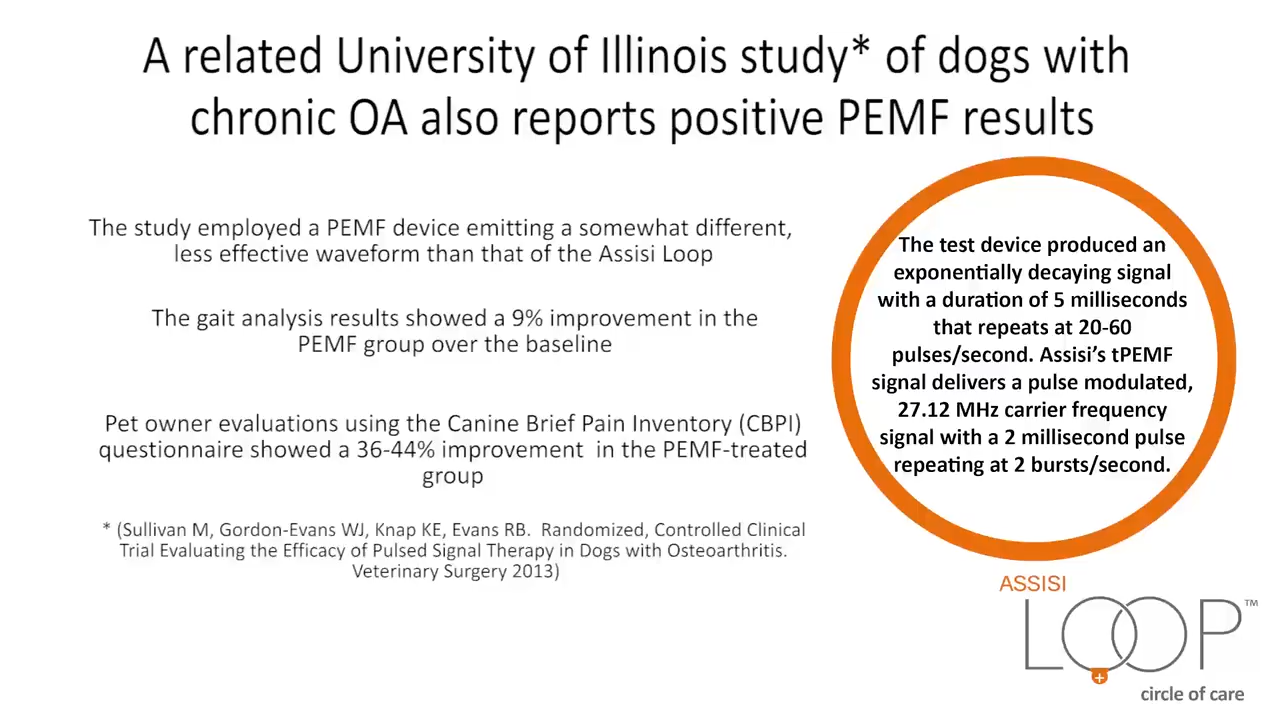 A related University of Illinois study* of dogs with
chronic OA also reports positive PEMF results
The study employed a PEMF device emitting a somewhat different,
less effective waveform than that of the Assisi Loop
The gait analysis results showed a 9% improvement in the
PEMF group over the baseline
Pet owner evaluations using the Canine Brief Pain Inventory (CBPI)
questionnaire showed a 36-44% improvement  in the PEMF-treated
group
* (Sullivan M, Gordon-Evans WJ, Knap KE, Evans RB.  Randomized, Controlled Clinical
Trial Evaluating the Efficacy of Pulsed Signal Therapy in Dogs with Osteoarthritis.
Veterinary Surgery 2013)
The test device produced an
exponentially decaying signal
with a duration of 5 milliseconds
that repeats at 20-60
pulses/second. Assisi’s tPEMF
signal delivers a pulse modulated,
27.12 MHz carrier frequency
signal with a 2 millisecond pulse
repeating at 2 bursts/second.
ASSISI
LOOP™
circle of care